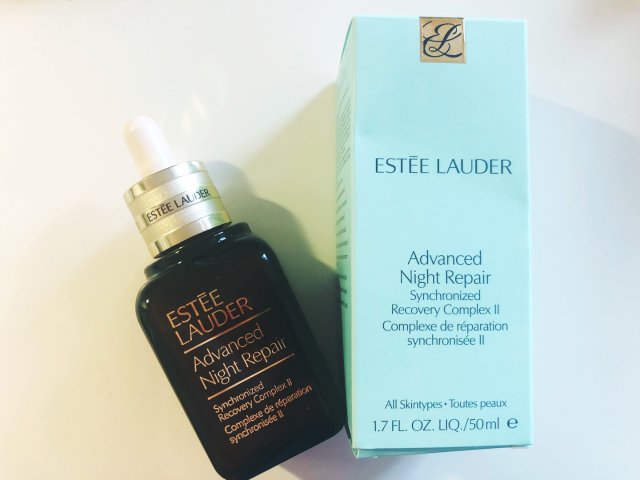 ESTĒE LAUDER
ESTĒE
LAUDER
Advanced
Night Repair
Synchronized
Recovery Complex II
Complexe de réparation
synchronisée II
EL
ESTĒE LAUDER
Advanced
Night Repair
Synchronized
Recovery Complex II
Complexe de réparation
synchronisée II
All Skintypes • Toutes peaux
1.7 FL. OZ. LIQ./50ml e